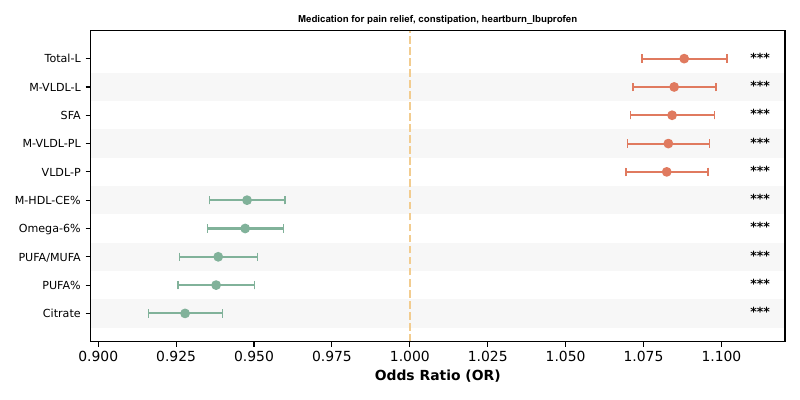 Medication for pain relief, constipation, heartburn_Ibuprofen
Total-L ***
M-VLDL-L ***
SFA ***
M-VLDL-PL ***
VLDL-P ***
M-HDL-CE% ***
Omega-6% ***
PUFA/MUFA ***
PUFA% ***
Citrate ***
0.900 0.925 0.950 0.975 1.000 1.025 1.050 1.075 1.100
Odds Ratio (OR)